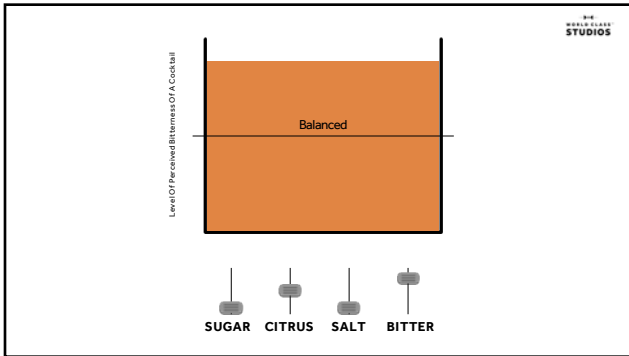 WORLD CLASS
STUDIOS
Level Of Perceived Bitterness Of A Cocktail
Balanced
SUGAR CITRUS SALT BITTER